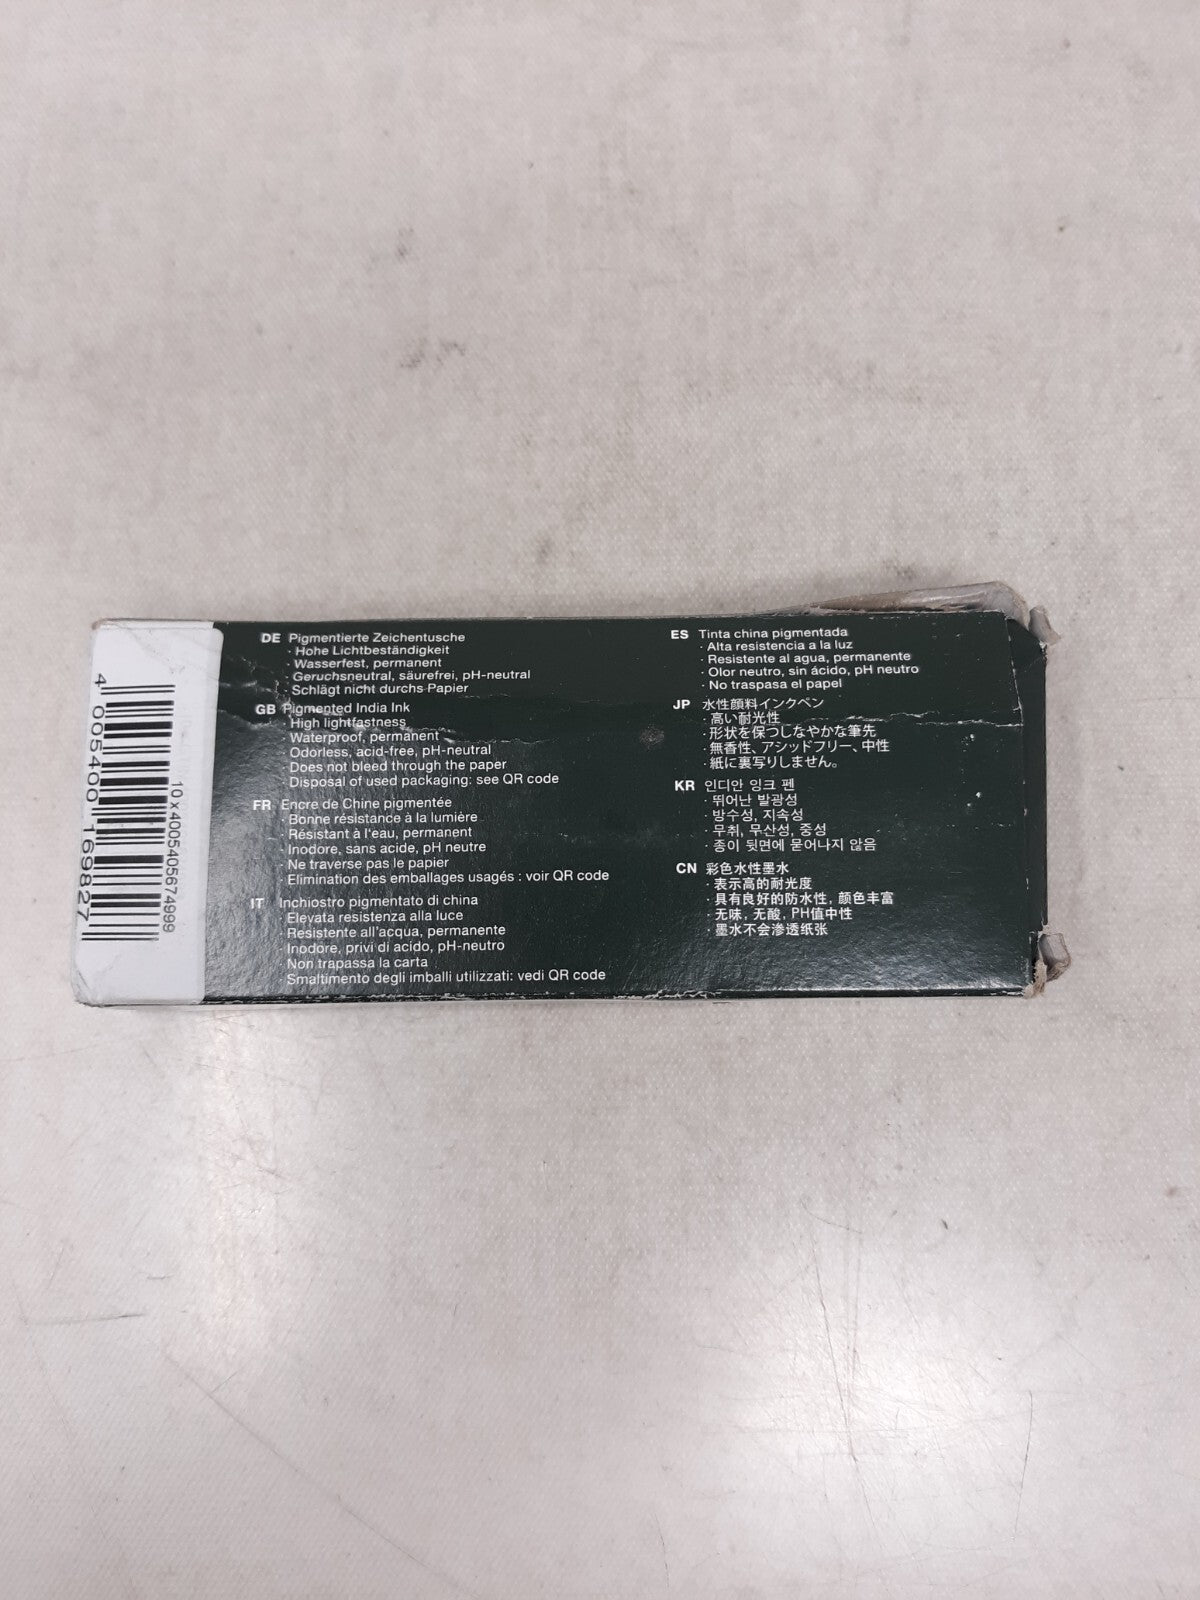 4 005400 169827
10 x 4005405674999
DE Pigmentierte Zeichentusche
· Hohe Lichtbeständigkeit
· Wasserfest, permanent
Geruchsneutral, säurefrei, pH-neutral
Schlägt nicht durchs Papier
GB Pigmented India Ink
· High lightfastness
Waterproof, permanent
· Odorless, acid-free, pH-neutral
· Does not bleed through the paper
Disposal of used packaging: see QR code
FR Encre de Chine pigmentée
· Bonne résistance à la lumière
· Résistant à l'eau, permanent
· Inodore, sans acide, pH neutre
· Ne traverse pas le papier
· Elimination des emballages usagés : voir QR code
IT Inchiostro pigmentato di china
· Elevata resistenza alla luce
· Resistente all'acqua, permanente
· Inodore, privi di acido, pH-neutro
· Non trapassa la carta
Smaltimento degli imballi utilizzati: vedi QR code
ES Tinta china pigmentada
· Alta resistencia a la luz
· Resistente al agua, permanente
· Olor neutro, sin ácido, pH neutro
· No traspasa el papel
JP 水性顔料インクペン
· 高い耐光性
· 形状を保つしなやかな筆先
· 無香性、アシッドフリー、中性
· 紙に裏写りしません。
KR 인디안 잉크 펜
· 뛰어난 발광성
· 방수성, 지속성
· 무취, 무산성, 중성
· 종이 뒷면에 묻어나지 않음
CN 彩色水性墨水
· 表示高的耐光度
· 具有良好的防水性, 颜色丰富
· 无味, 无酸, PH值中性
· 墨水不会渗透纸张